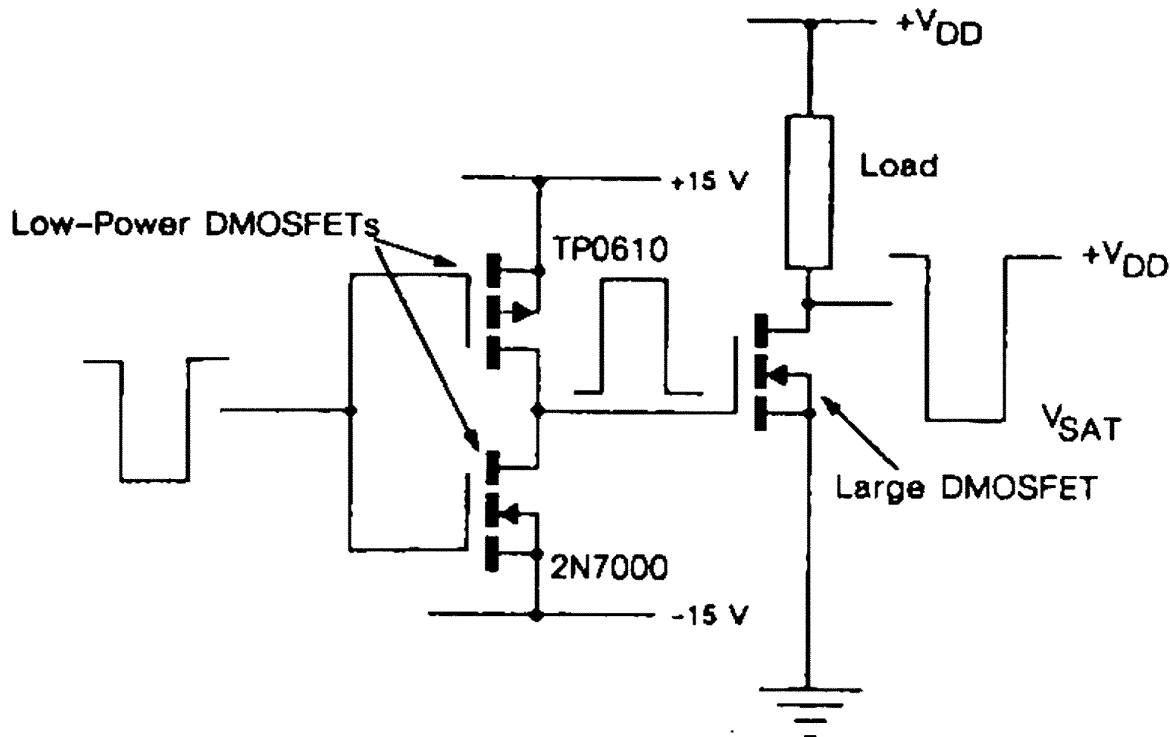 +VDD
Load
+15 V
Low-Power DMOSFETs
TP0610
+VDD
VSAT
Large DMOSFET
2N7000
-15 V